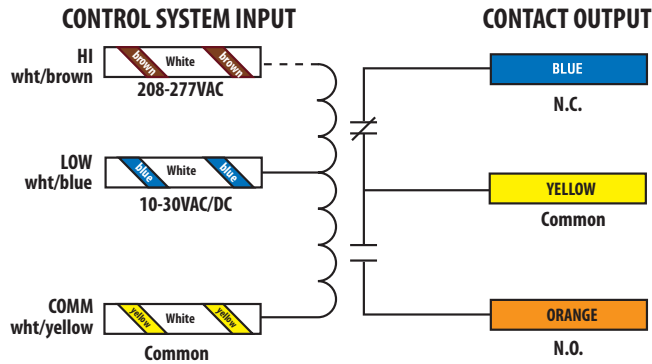 CONTROL SYSTEM INPUT
CONTACT OUTPUT
HI
wht/brown
brown White brown
208-277VAC
BLUE
N.C.
LOW
wht/blue
blue White blue
10-30VAC/DC
YELLOW
Common
COMM
wht/yellow
yellow White yellow
Common
ORANGE
N.O.